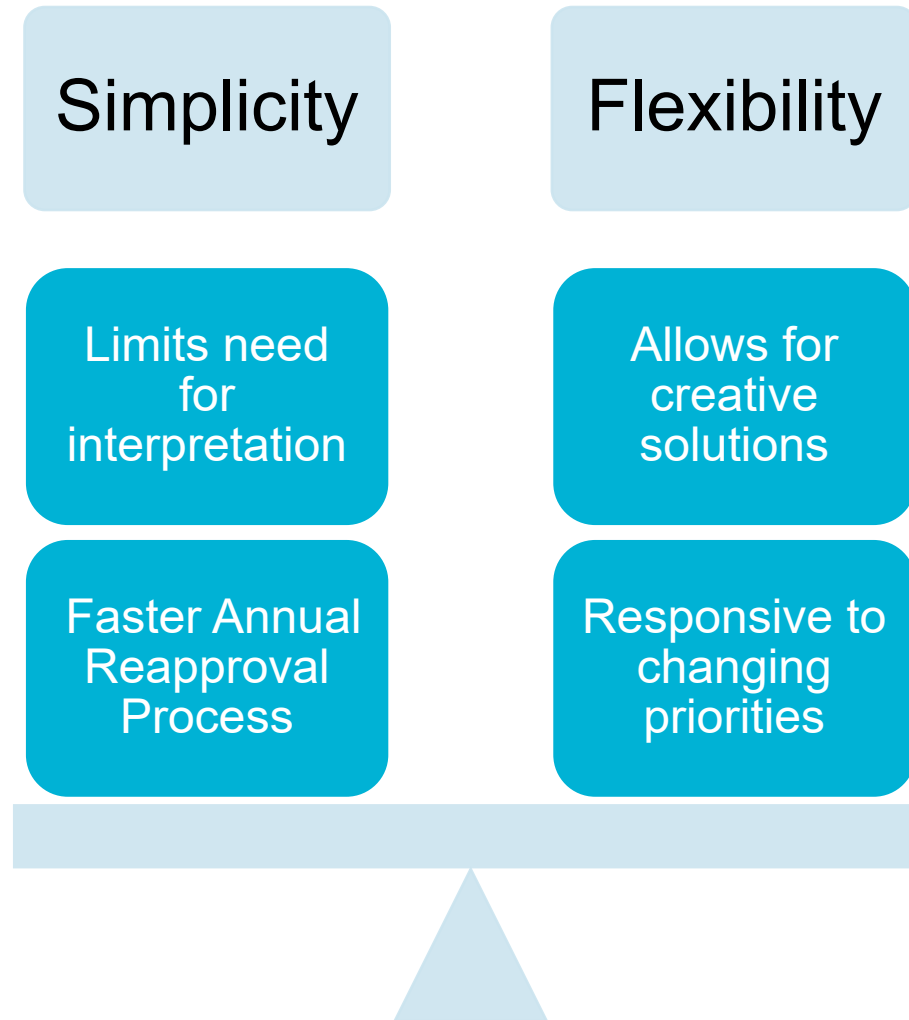 Simplicity
Flexibility
Limits need
for
interpretation
Allows for
creative
solutions
Faster Annual
Reapproval
Process
Responsive to
changing
priorities